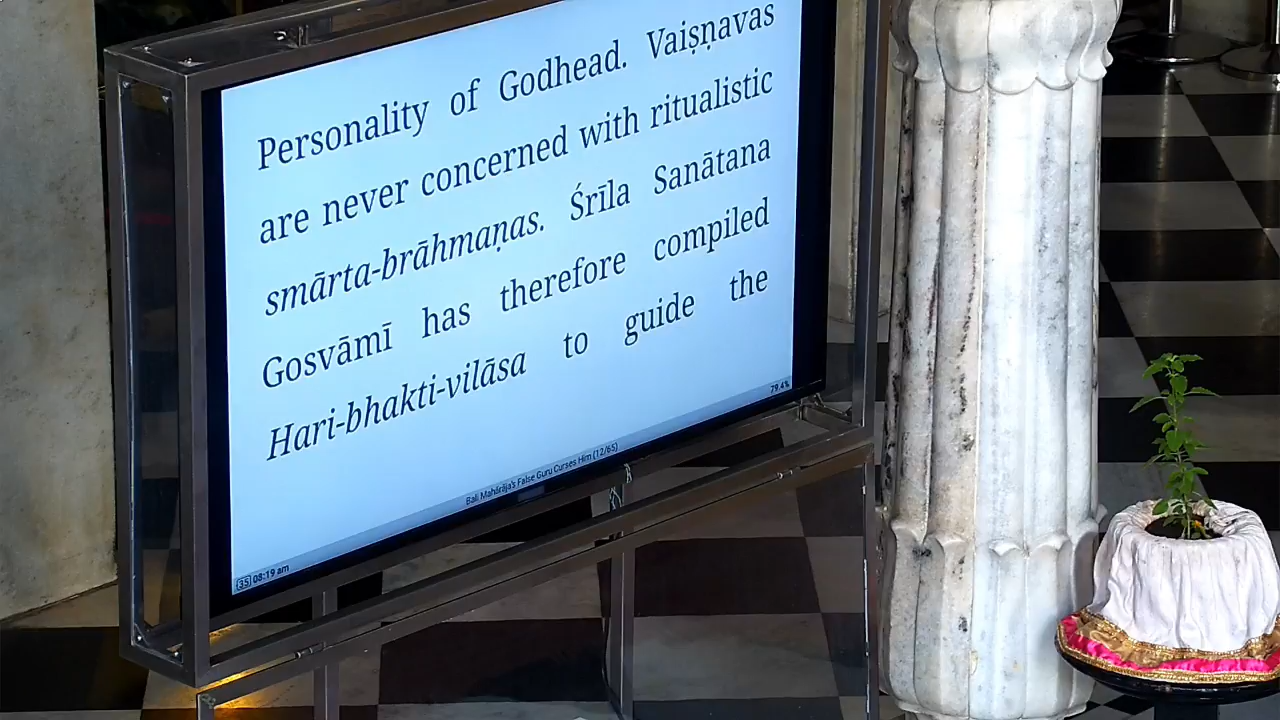 Personality of Godhead. Vaiṣṇavas
are never concerned with ritualistic
smārta-brāhmaṇas. Śrīla Sanātana
Gosvāmī has therefore compiled
Hari-bhakti-vilāsa to guide the
79.4%
Bali Mahārāja's False Guru Curses Him (12/65)
(35) 08:19 am